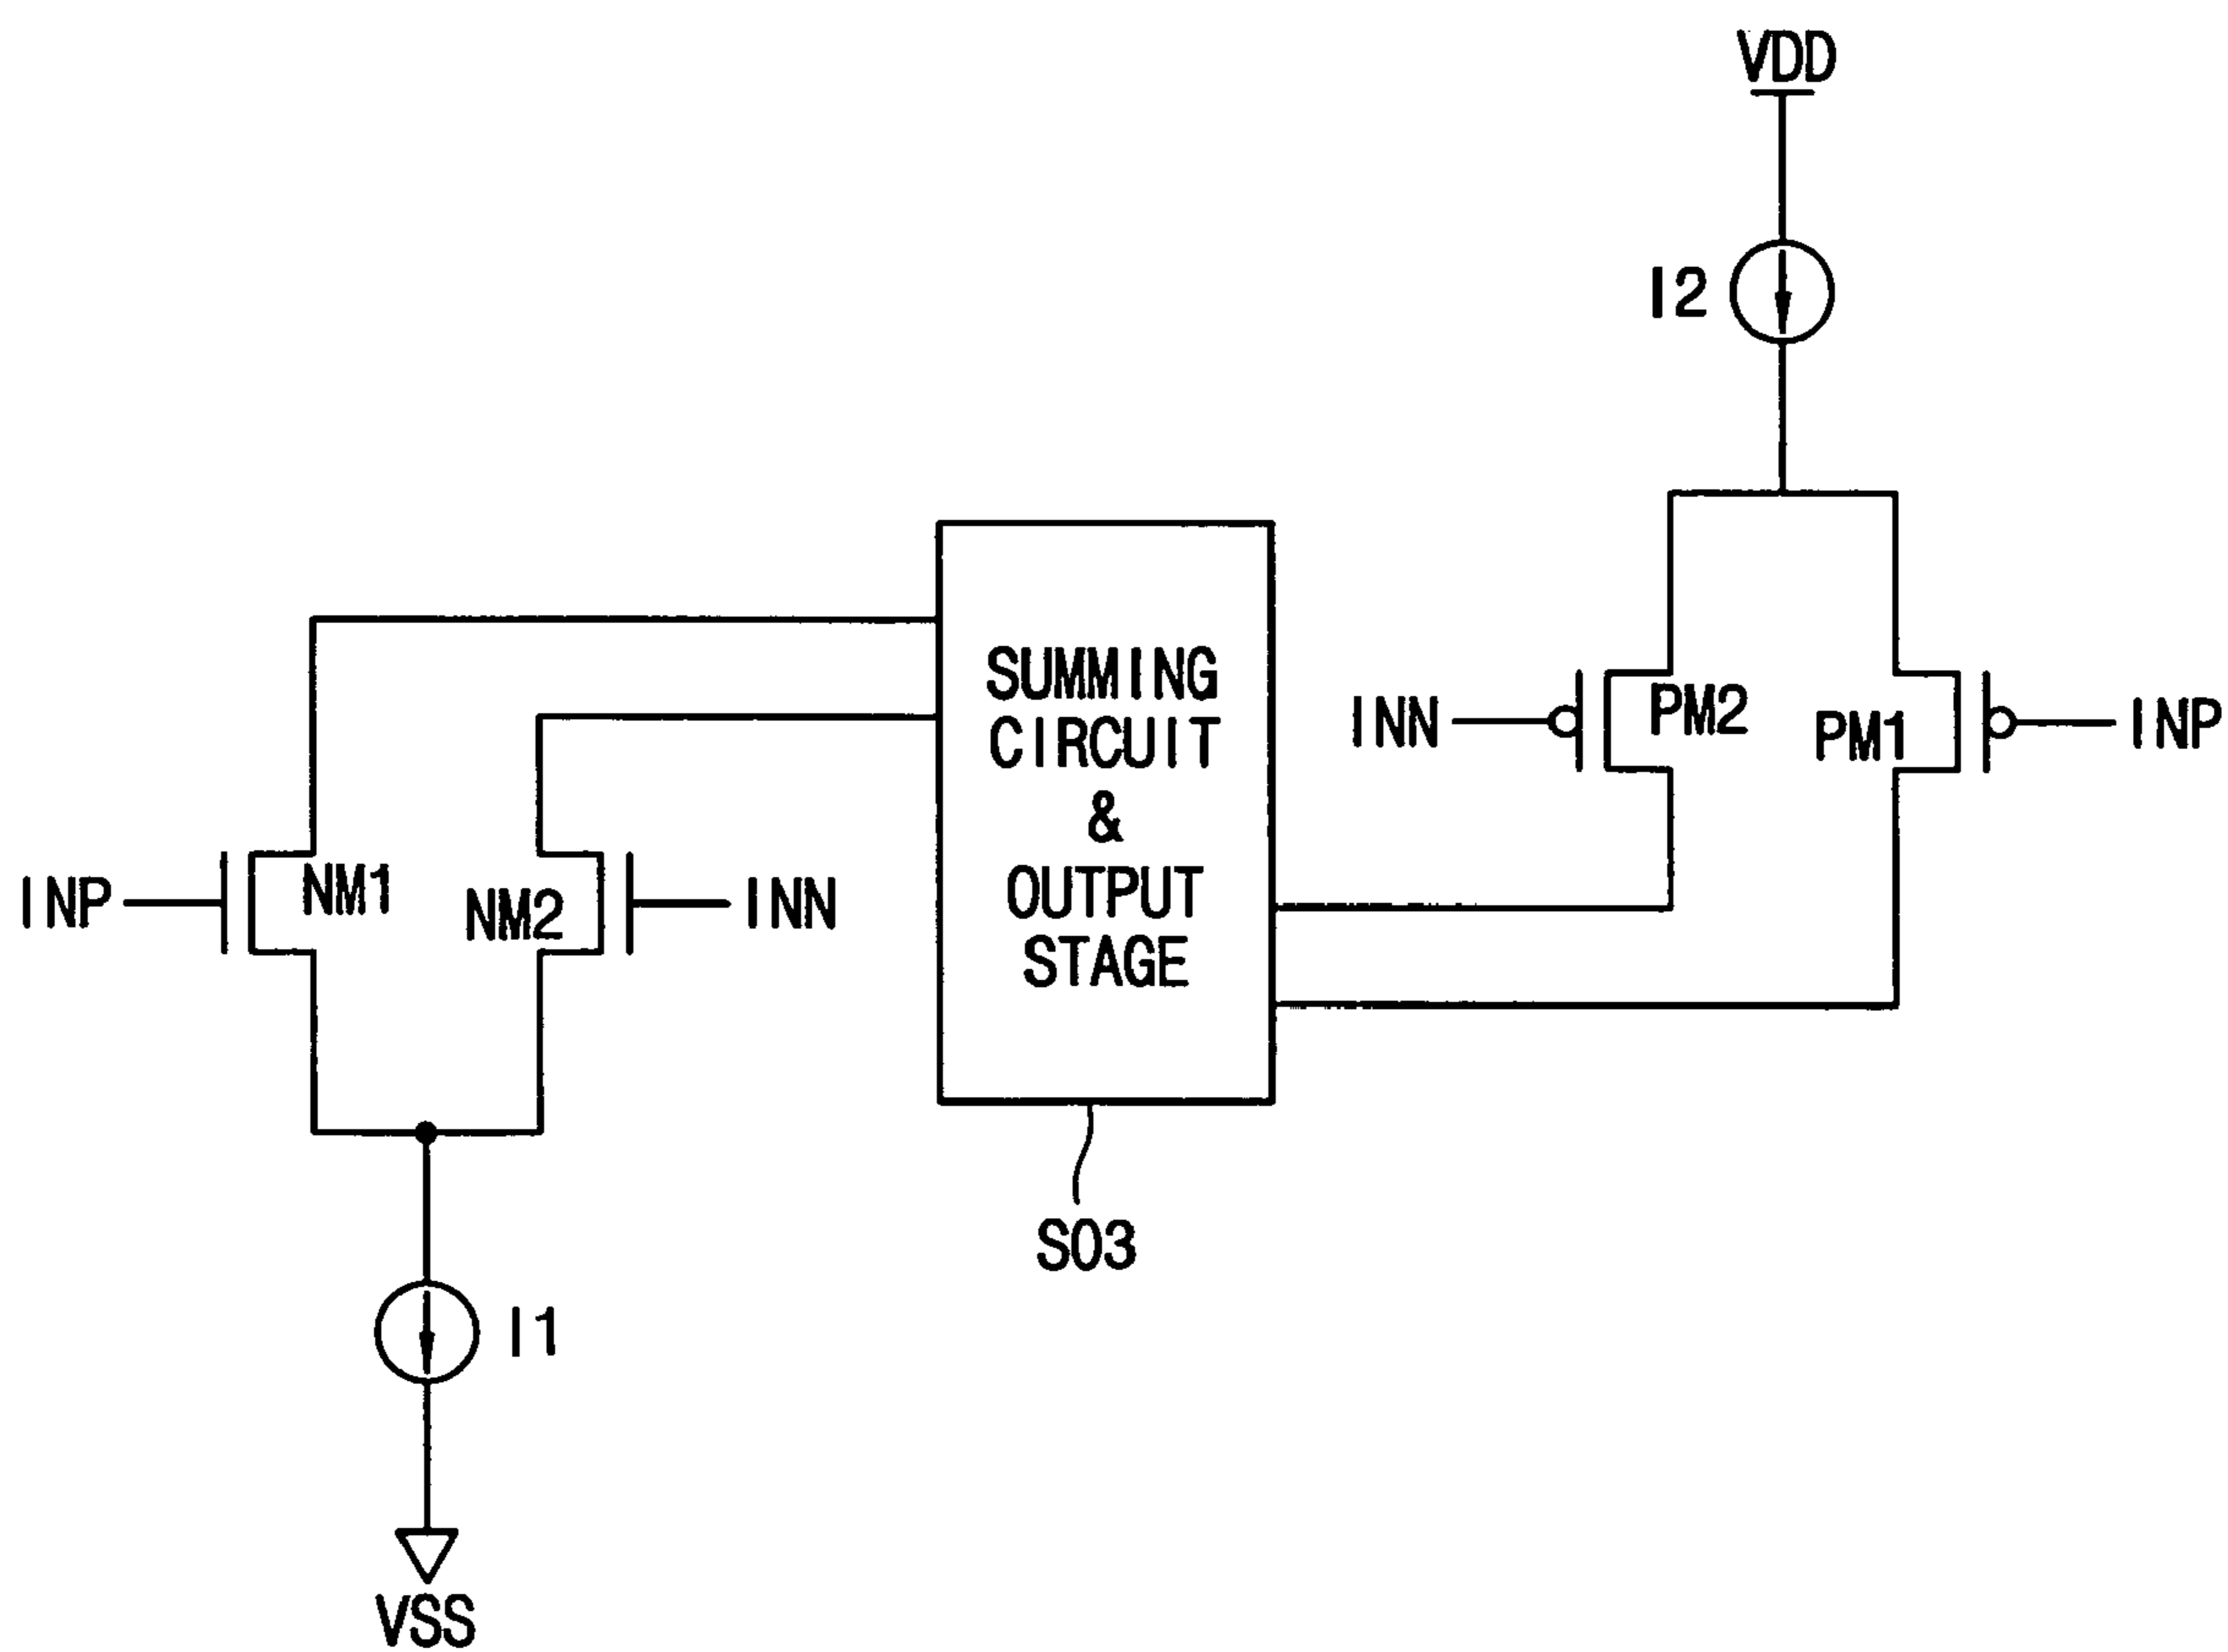 VDD
I2
SUMMING
CIRCUIT
&
OUTPUT
STAGE
INN
PM2
PM1
INP
INP
NM1
NM2
INN
S03
I1
VSS